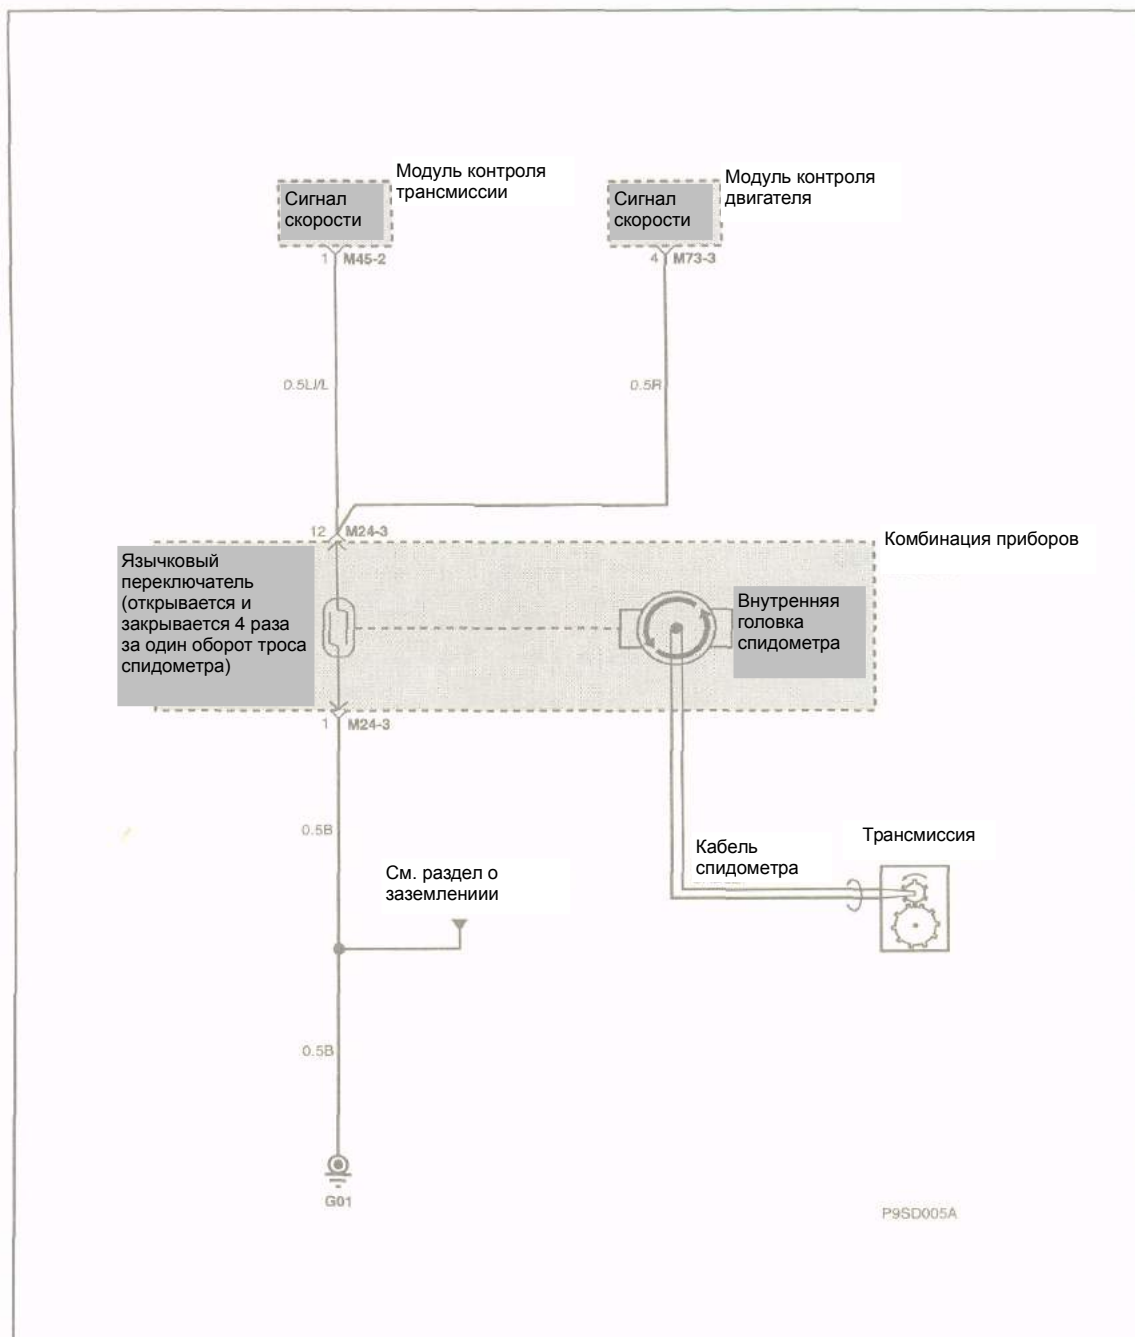 Модуль контроля
трансмиссии
Модуль контроля
двигателя
Сигнал
скорости
Сигнал
скорости
1 M45-2
4 M73-3
0.5LI/L
0.5R
12 M24-3
Комбинация приборов
Язычковый
переключатель
(открывается и
закрывается 4 раза
за один оборот троса
спидометра)
Внутренняя
головка
спидометра
1 M24-3
0.5B
Кабель
спидометра
Трансмиссия
См. раздел о
заземлениии
0.5B
G01
P9SD005A